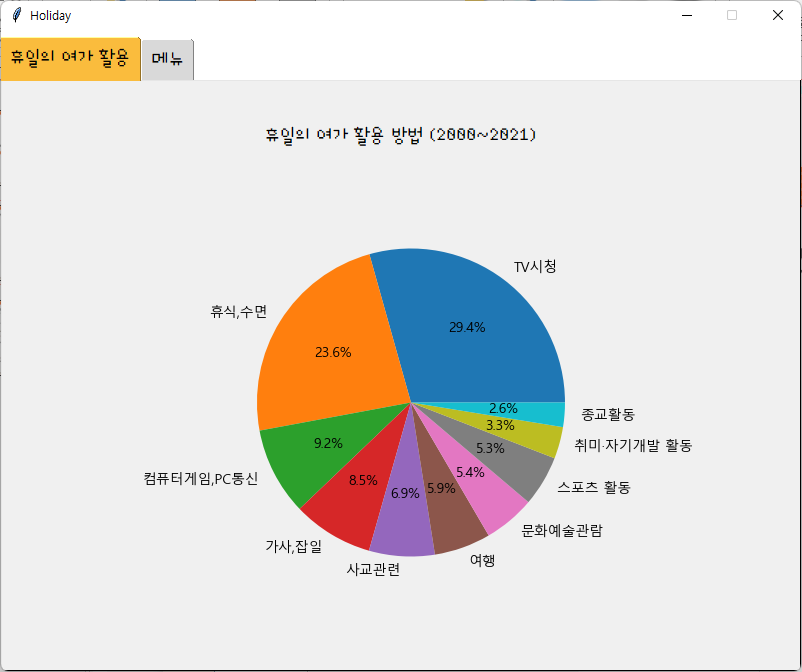 Holiday
휴일의 여가 활용
메뉴
휴일의 여가 활용 방법 (2000~2021)
TV시청
29.4%
휴식,수면
23.6%
컴퓨터게임,PC통신
9.2%
가사,잡일
8.5%
사교관련
6.9%
여행
5.9%
문화예술관람
5.4%
스포츠 활동
5.3%
취미·자기개발 활동
3.3%
종교활동
2.6%